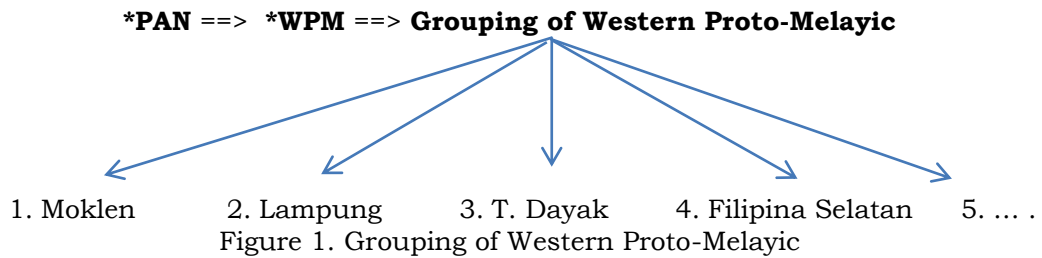 *PAN ==> *WPM ==> Grouping of Western Proto-Melayic
1. Moklen 2. Lampung 3. T. Dayak 4. Filipina Selatan 5. ... .
Figure 1. Grouping of Western Proto-Melayic